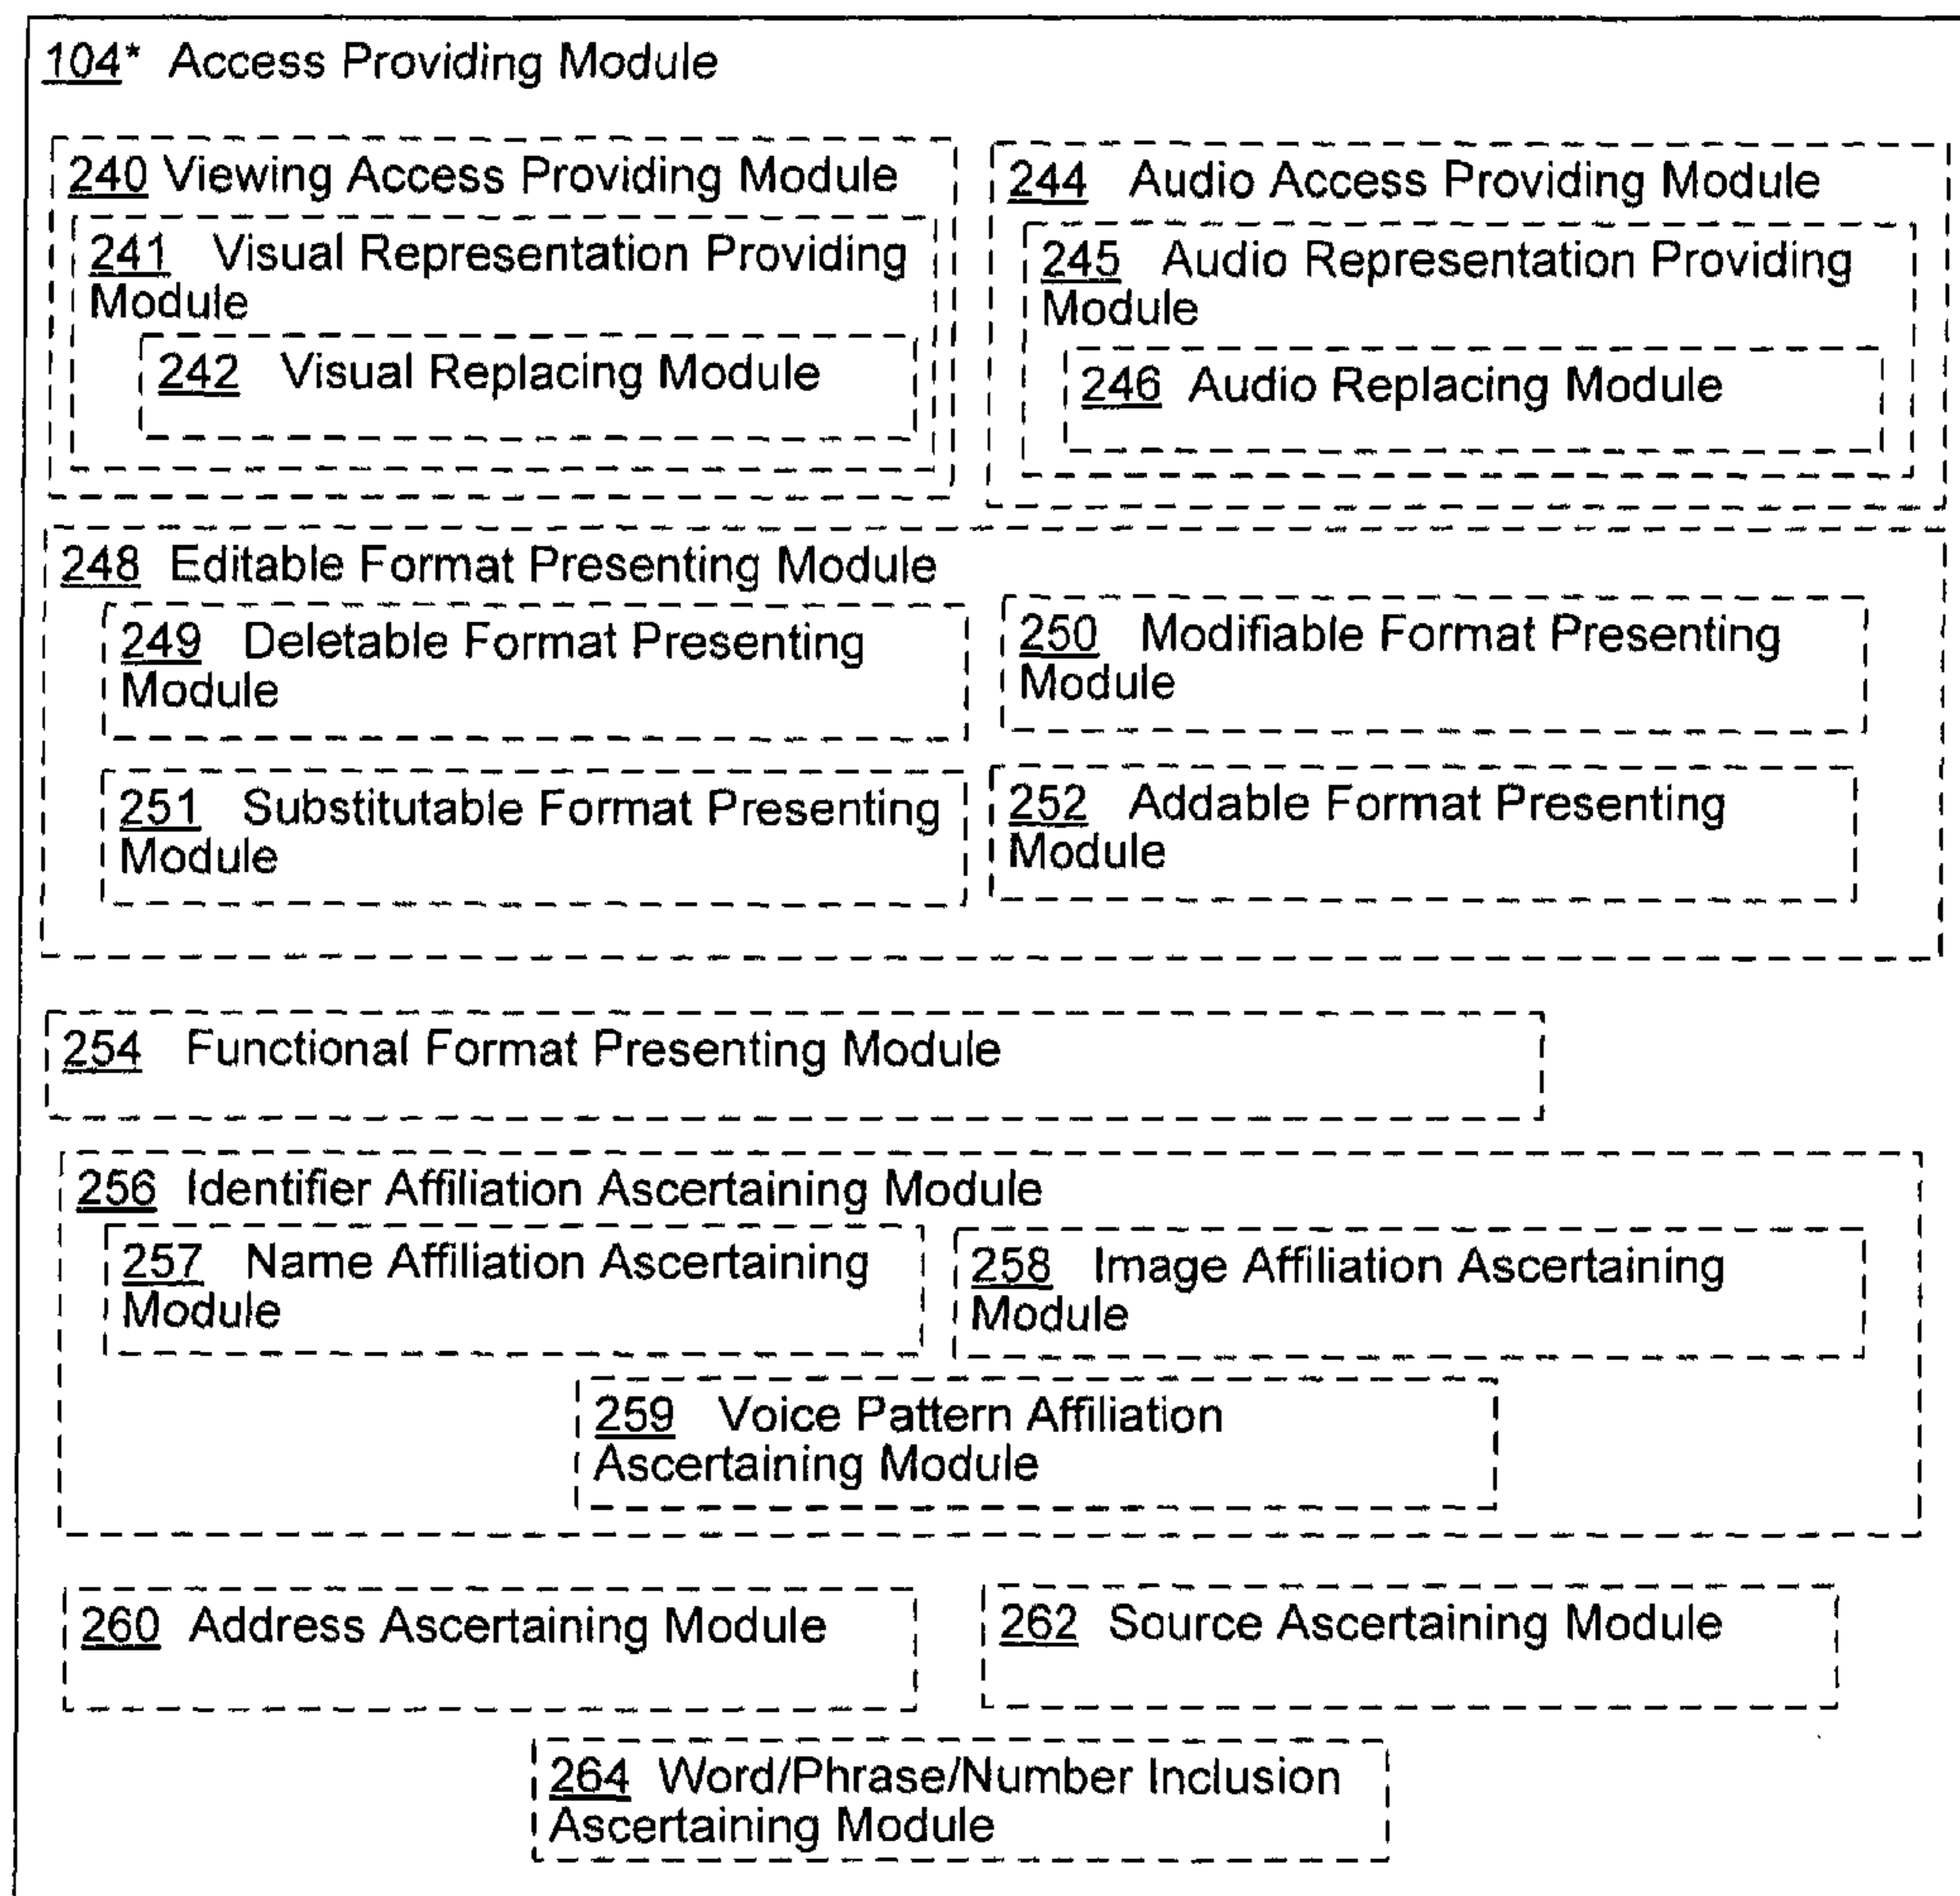 104* Access Providing Module
240 Viewing Access Providing Module
241 Visual Representation Providing
Module
242 Visual Replacing Module
244 Audio Access Providing Module
245 Audio Representation Providing
Module
246 Audio Replacing Module
248 Editable Format Presenting Module
249 Deletable Format Presenting
Module
250 Modifiable Format Presenting
Module
251 Substitutable Format Presenting
Module
252 Addable Format Presenting
Module
254 Functional Format Presenting Module
256 Identifier Affiliation Ascertaining Module
257 Name Affiliation Ascertaining
Module
258 Image Affiliation Ascertaining
Module
259 Voice Pattern Affiliation
Ascertaining Module
260 Address Ascertaining Module
262 Source Ascertaining Module
264 Word/Phrase/Number Inclusion
Ascertaining Module